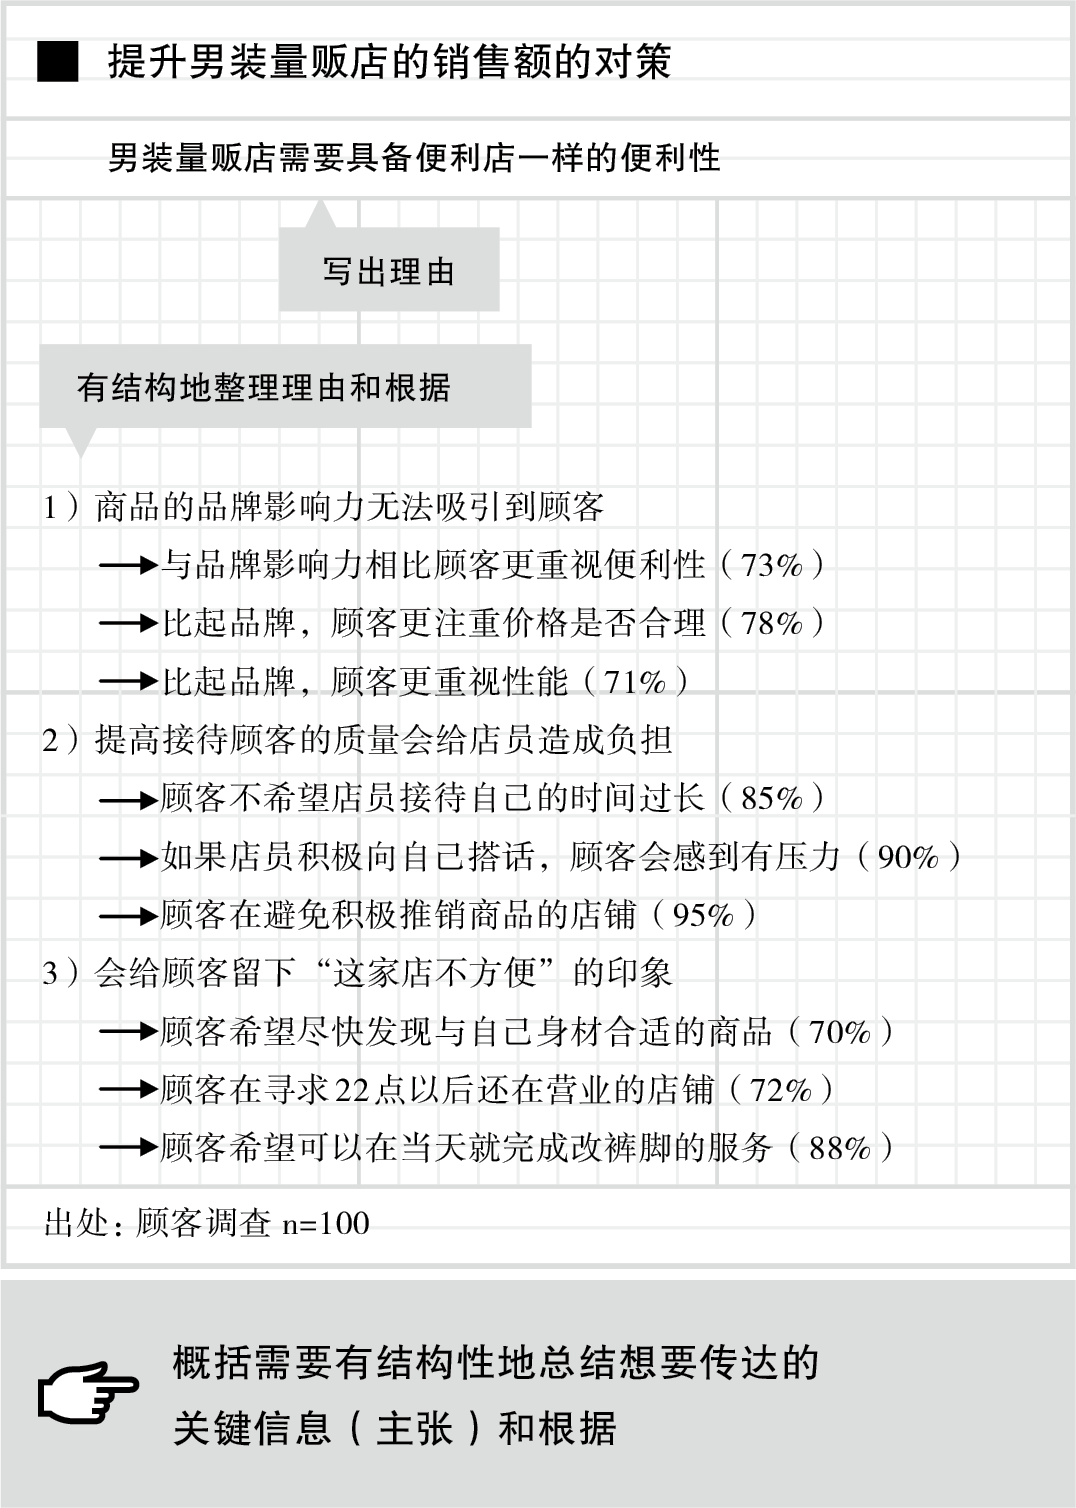 提升男装量贩店的销售额的对策
男装量贩店需要具备便利店一样的便利性
写出理由
有结构地整理理由和根据
1）商品的品牌影响力无法吸引到顾客
与品牌影响力相比顾客更重视便利性（73%）
比起品牌，顾客更注重价格是否合理（78%）
比起品牌，顾客更重视性能（71%）
2）提高接待顾客的质量会给店员造成负担
顾客不希望店员接待自己的时间过长（85%）
如果店员积极向自己搭话，顾客会感到有压力（90%）
顾客在避免积极推销商品的店铺（95%）
3）会给顾客留下“这家店不方便”的印象
顾客希望尽快发现与自己身材合适的商品（70%）
顾客在寻求22点以后还在营业的店铺（72%）
顾客希望可以在当天就完成改裤脚的服务（88%）
出处：顾客调查 n=100
概括需要有结构性地总结想要传达的
关键信息（主张）和根据